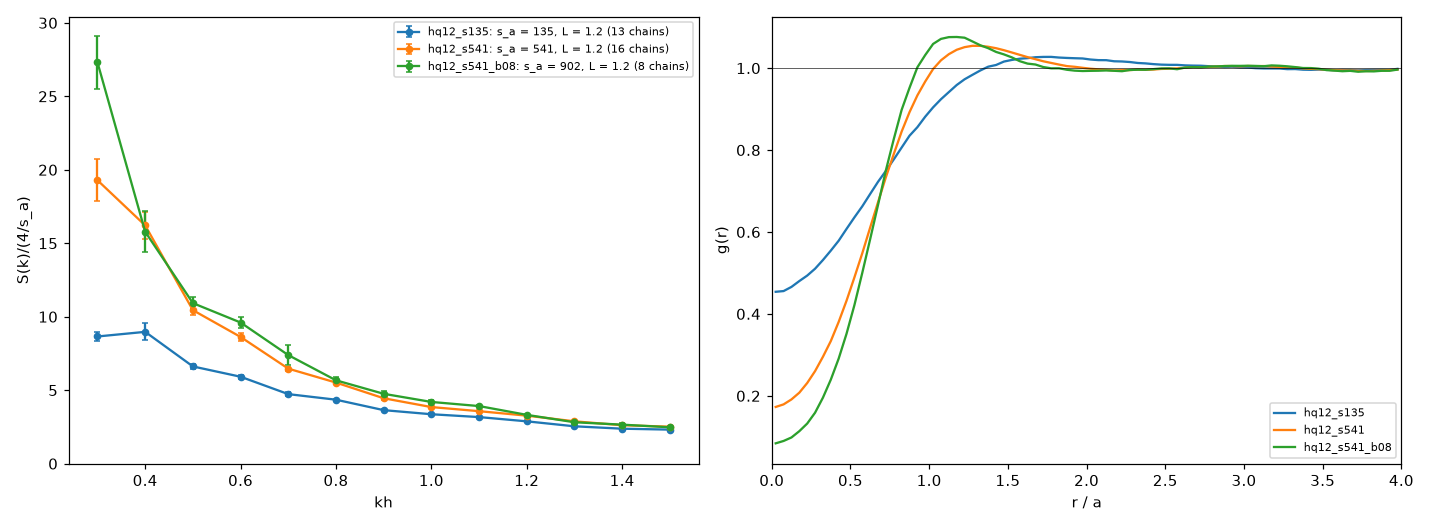 30
25
20
15
10
5
0
S(k)/(4/s_a)
0.4
0.6
0.8
1.0
1.2
1.4
kh
hq12_s135: s_a = 135, L = 1.2 (13 chains)
hq12_s541: s_a = 541, L = 1.2 (16 chains)
hq12_s541_b08: s_a = 902, L = 1.2 (8 chains)
1.0
0.8
0.6
0.4
0.2
g(r)
0.0
0.5
1.0
1.5
2.0
2.5
3.0
3.5
4.0
r / a
hq12_s135
hq12_s541
hq12_s541_b08